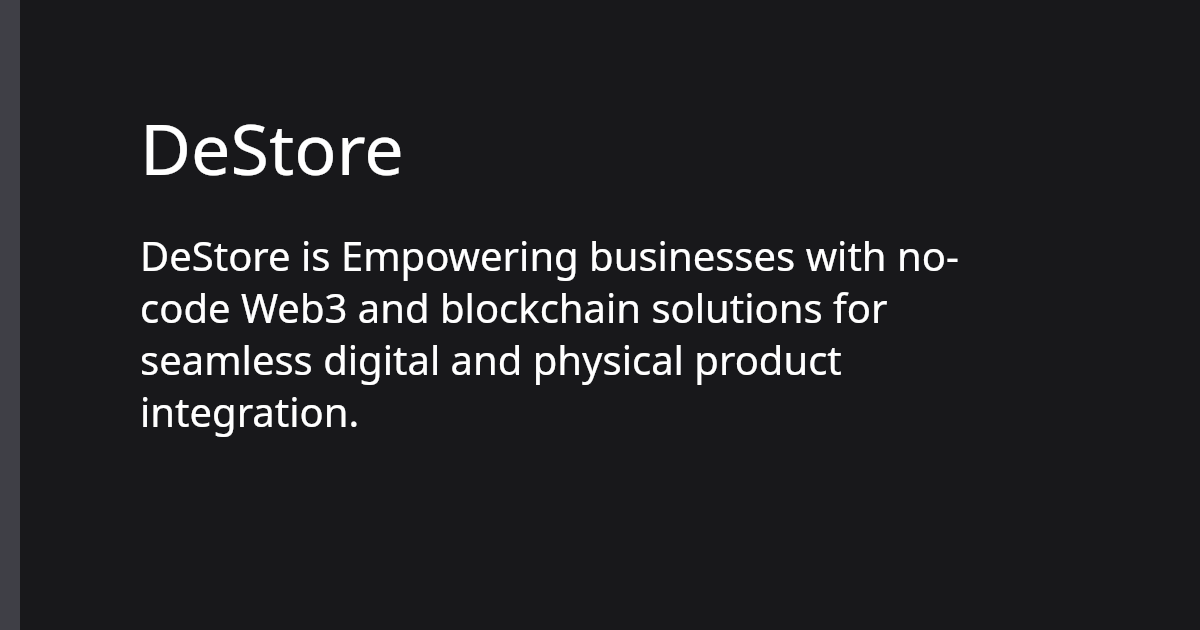 DeStore
DeStore is Empowering businesses with no-
code Web3 and blockchain solutions for
seamless digital and physical product
integration.